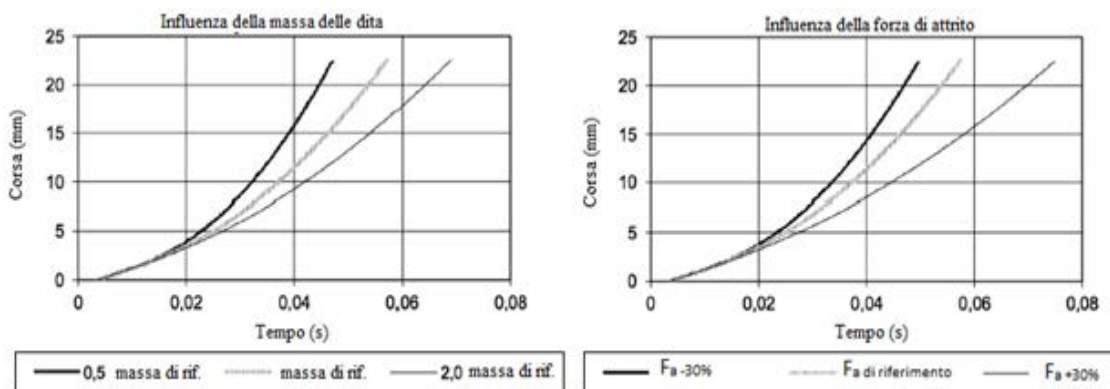 Influenza della massa delle dita
25
20
15
10
5
0
Corsa (mm)
0 0,02 0,04 0,06 0,08
Tempo (s)
0,5 massa di rif. massa di rif. 2,0 massa di rif.
Influenza della forza di attrito
25
20
15
10
5
0
Corsa (mm)
0 0,02 0,04 0,06 0,08
Tempo (s)
Fa -30% Fa di riferimento Fa +30%